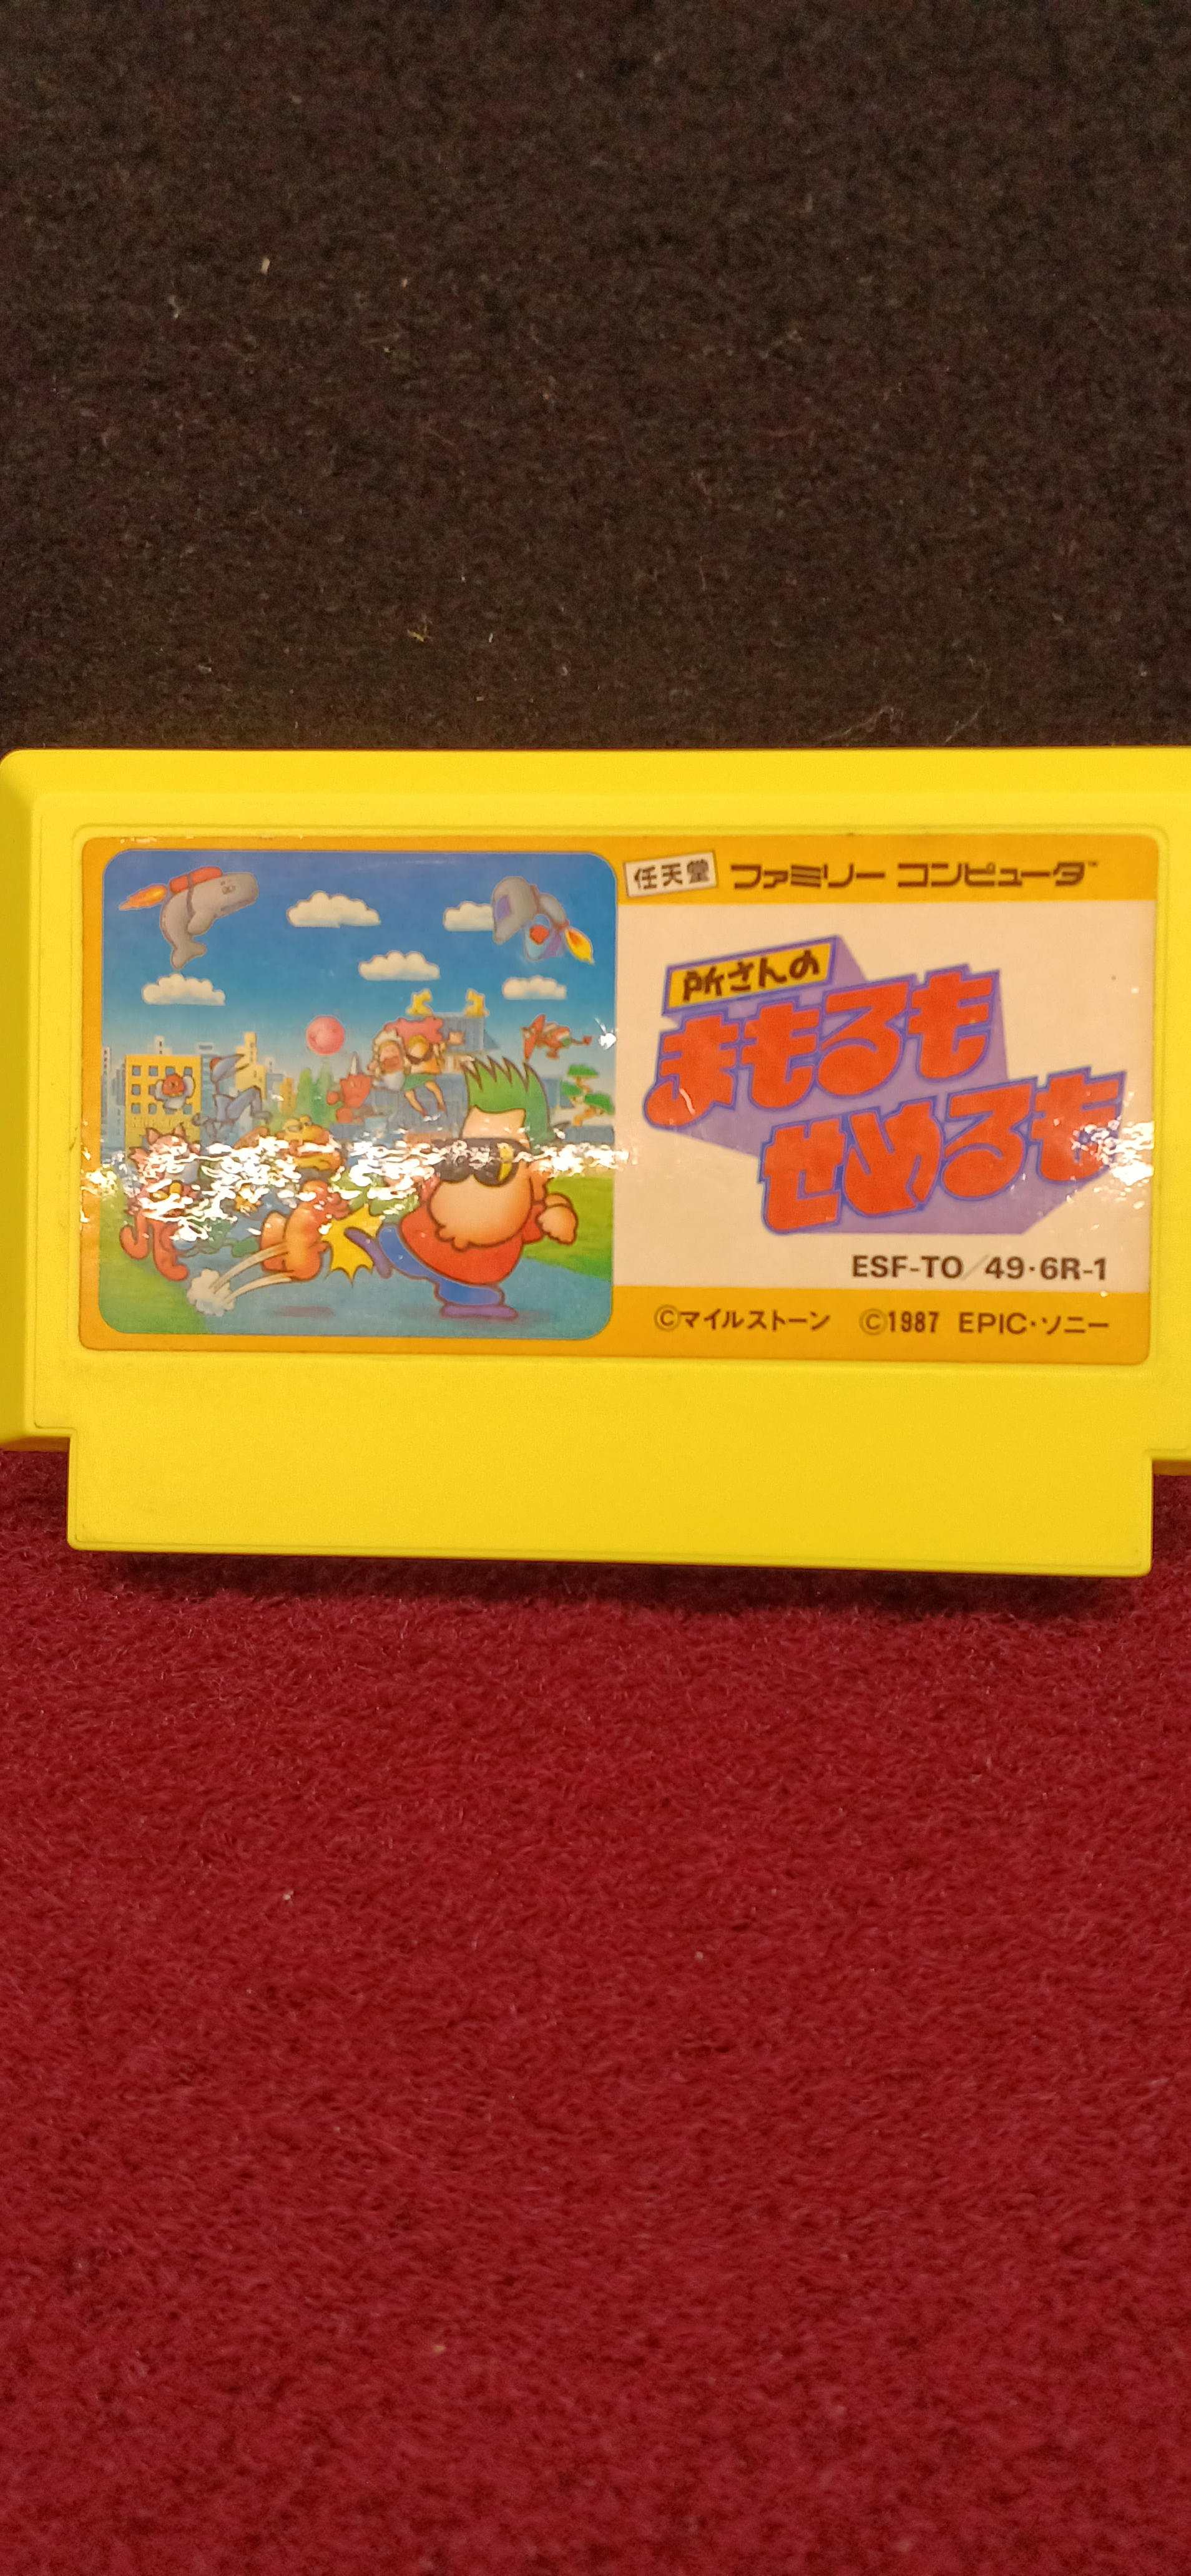 任天堂 ファミリー コンピュータ™
所さんの
まもるも
せめるも
ESF-TO/49・6R-1
©マイルストーン ©1987 EPIC・ソニー